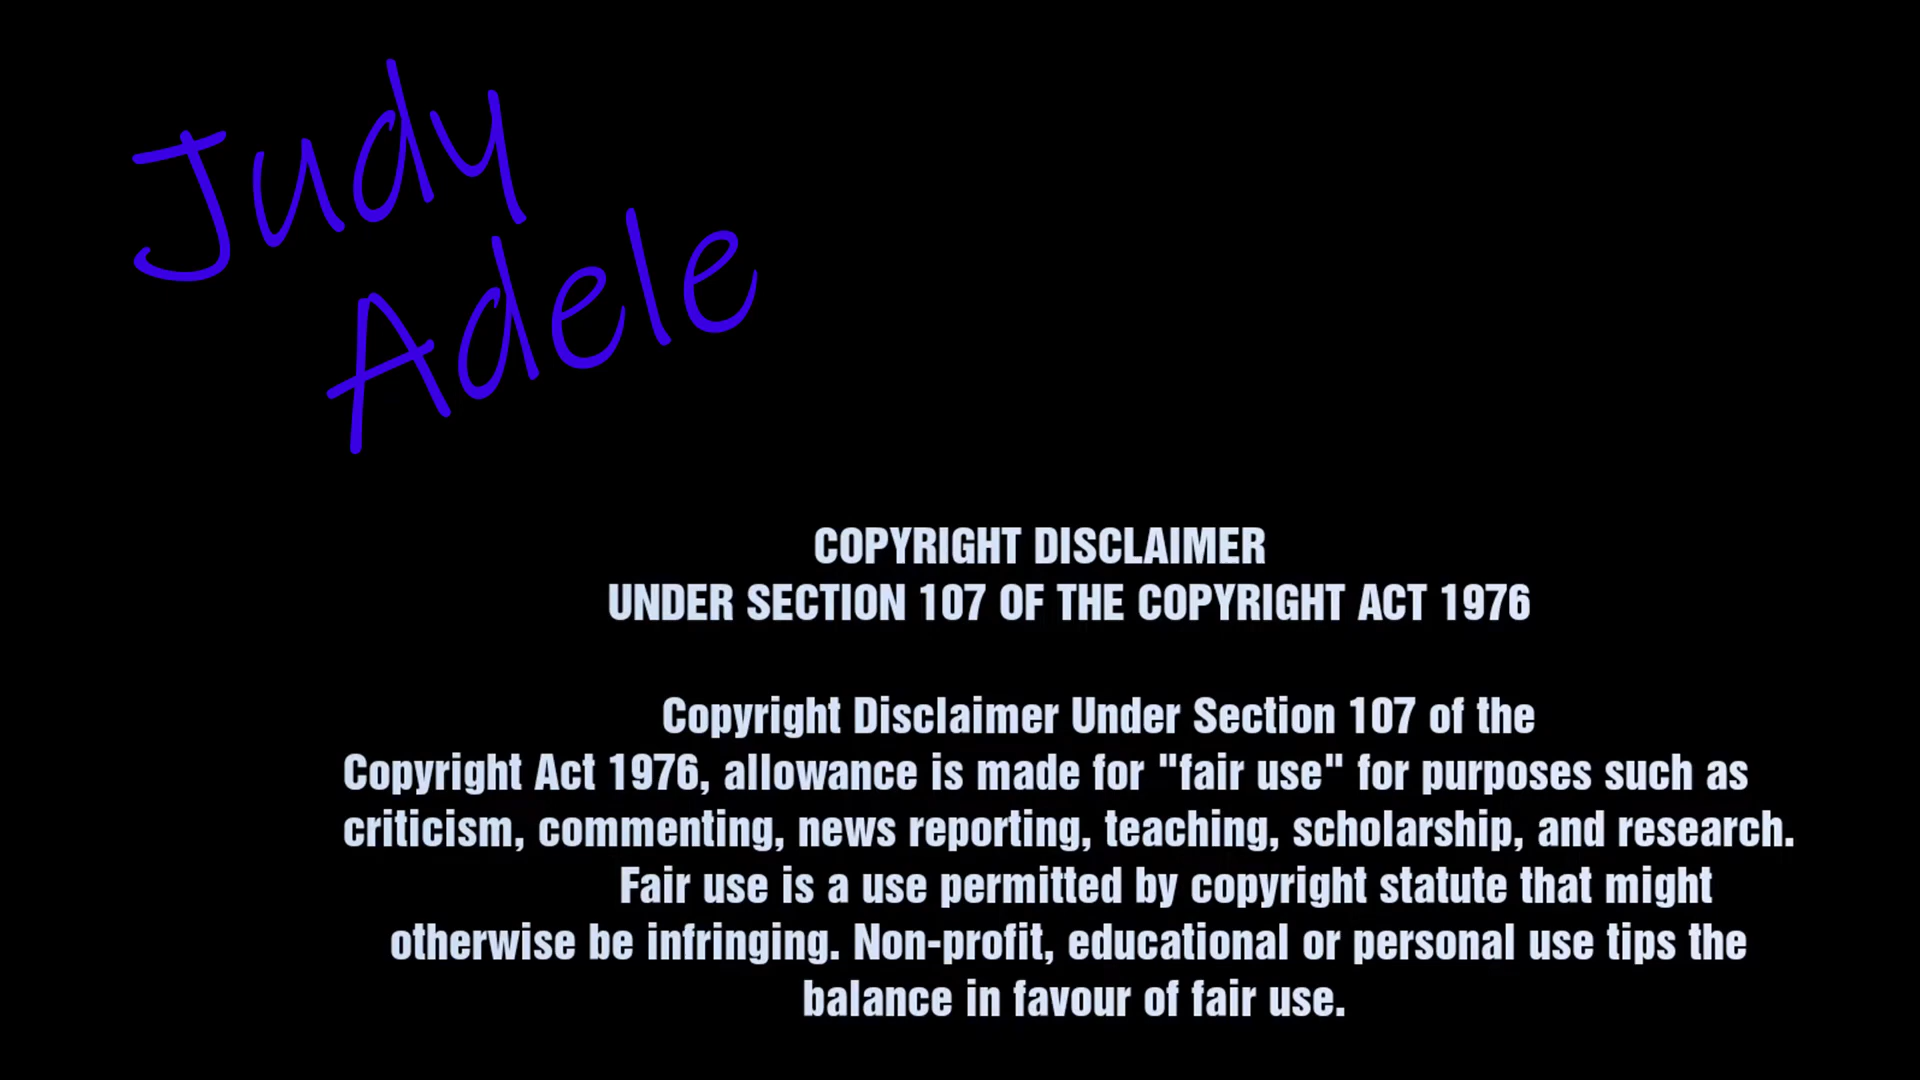 Judy
Adele
COPYRIGHT DISCLAIMER
UNDER SECTION 107 OF THE COPYRIGHT ACT 1976
Copyright Disclaimer Under Section 107 of the
Copyright Act 1976, allowance is made for "fair use" for purposes such as
criticism, commenting, news reporting, teaching, scholarship, and research.
Fair use is a use permitted by copyright statute that might
otherwise be infringing. Non-profit, educational or personal use tips the
balance in favour of fair use.